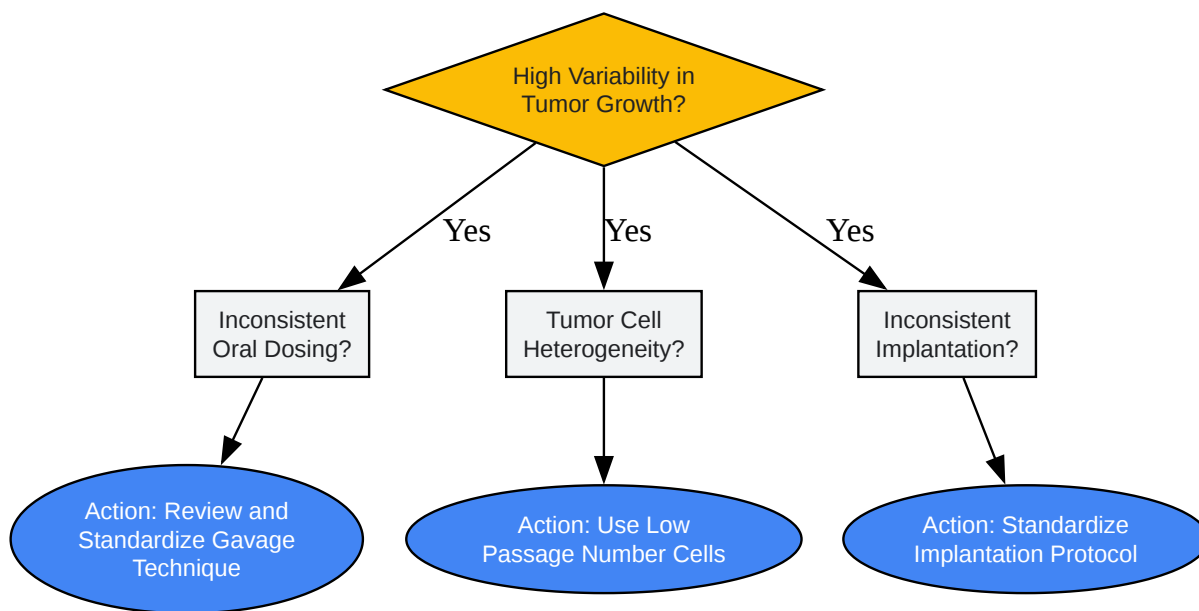 High Variability in
Tumor Growth?
Yes
Yes
Yes
Inconsistent
Oral Dosing?
Tumor Cell
Heterogeneity?
Inconsistent
Implantation?
Action: Review and
Standardize Gavage
Technique
Action: Use Low
Passage Number Cells
Action: Standardize
Implantation Protocol